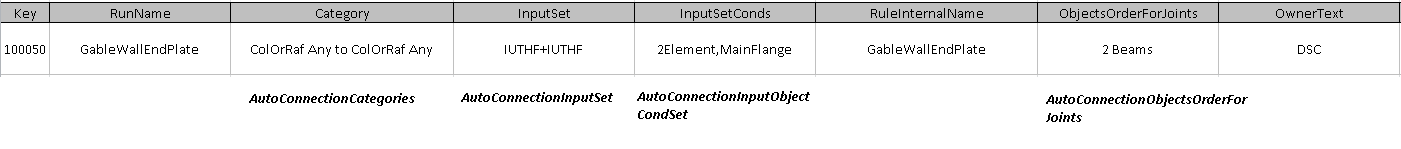 Key RunName Category InputSet InputSetConds RuleInternalName ObjectsOrderForJoints OwnerText
100050 GableWallEndPlate ColOrRaf Any to ColOrRaf Any IUTHF+IUTHF 2Element,MainFlange GableWallEndPlate 2 Beams DSC
AutoConnectionCategories AutoConnectionInputSet AutoConnectionInputObject AutoConnectionObjectsOrderFor
CondSet Joints